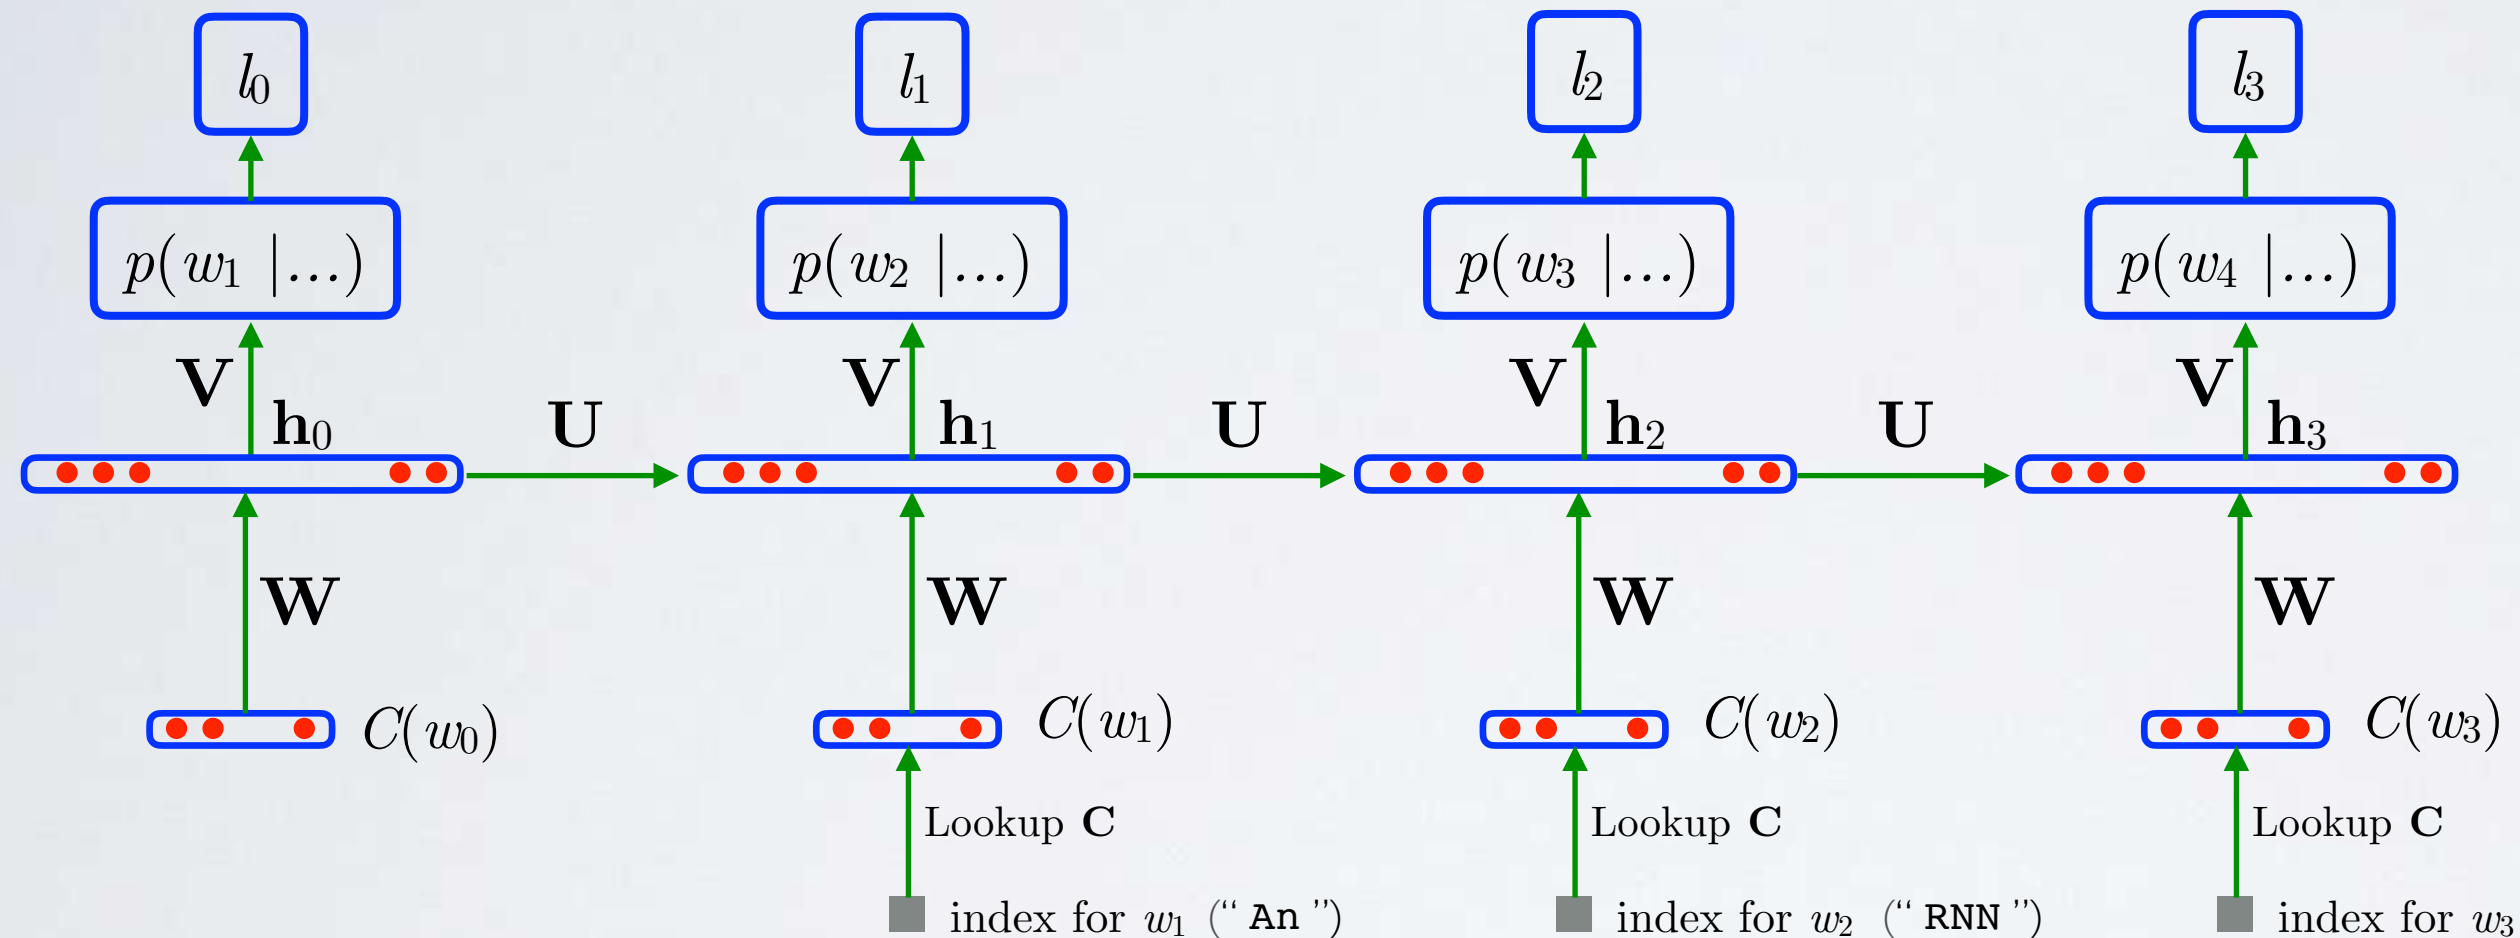 l0 l1 l2 l3
p(w1 |...) p(w2 |...) p(w3 |...) p(w4 |...)
V V V V
h0 U h1 U h2 U h3
W W W W
C(w0) C(w1) C(w2) C(w3)
Lookup C Lookup C Lookup C
index for w1 (“ An ”) index for w2 (“ RNN ”) index for w3